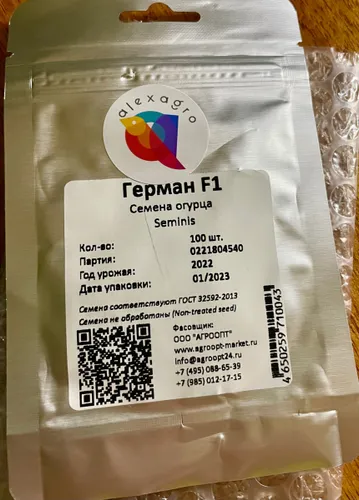 alexagro
Герман F1
Семена огурца
Seminis
Кол-во: 100 шт.
Партия: 0221804540
Год урожая: 2022
Дата упаковки: 01/2023
Семена соответствуют ГОСТ 32592-2013
Семена не обработаны (Non-treated seed)
Фасовщик:
ООО "АГРООПТ"
www.agroopt-market.ru
info@agroopt24.ru
+7 (495) 088-65-39
+7 (985) 012-17-15
4650259710043